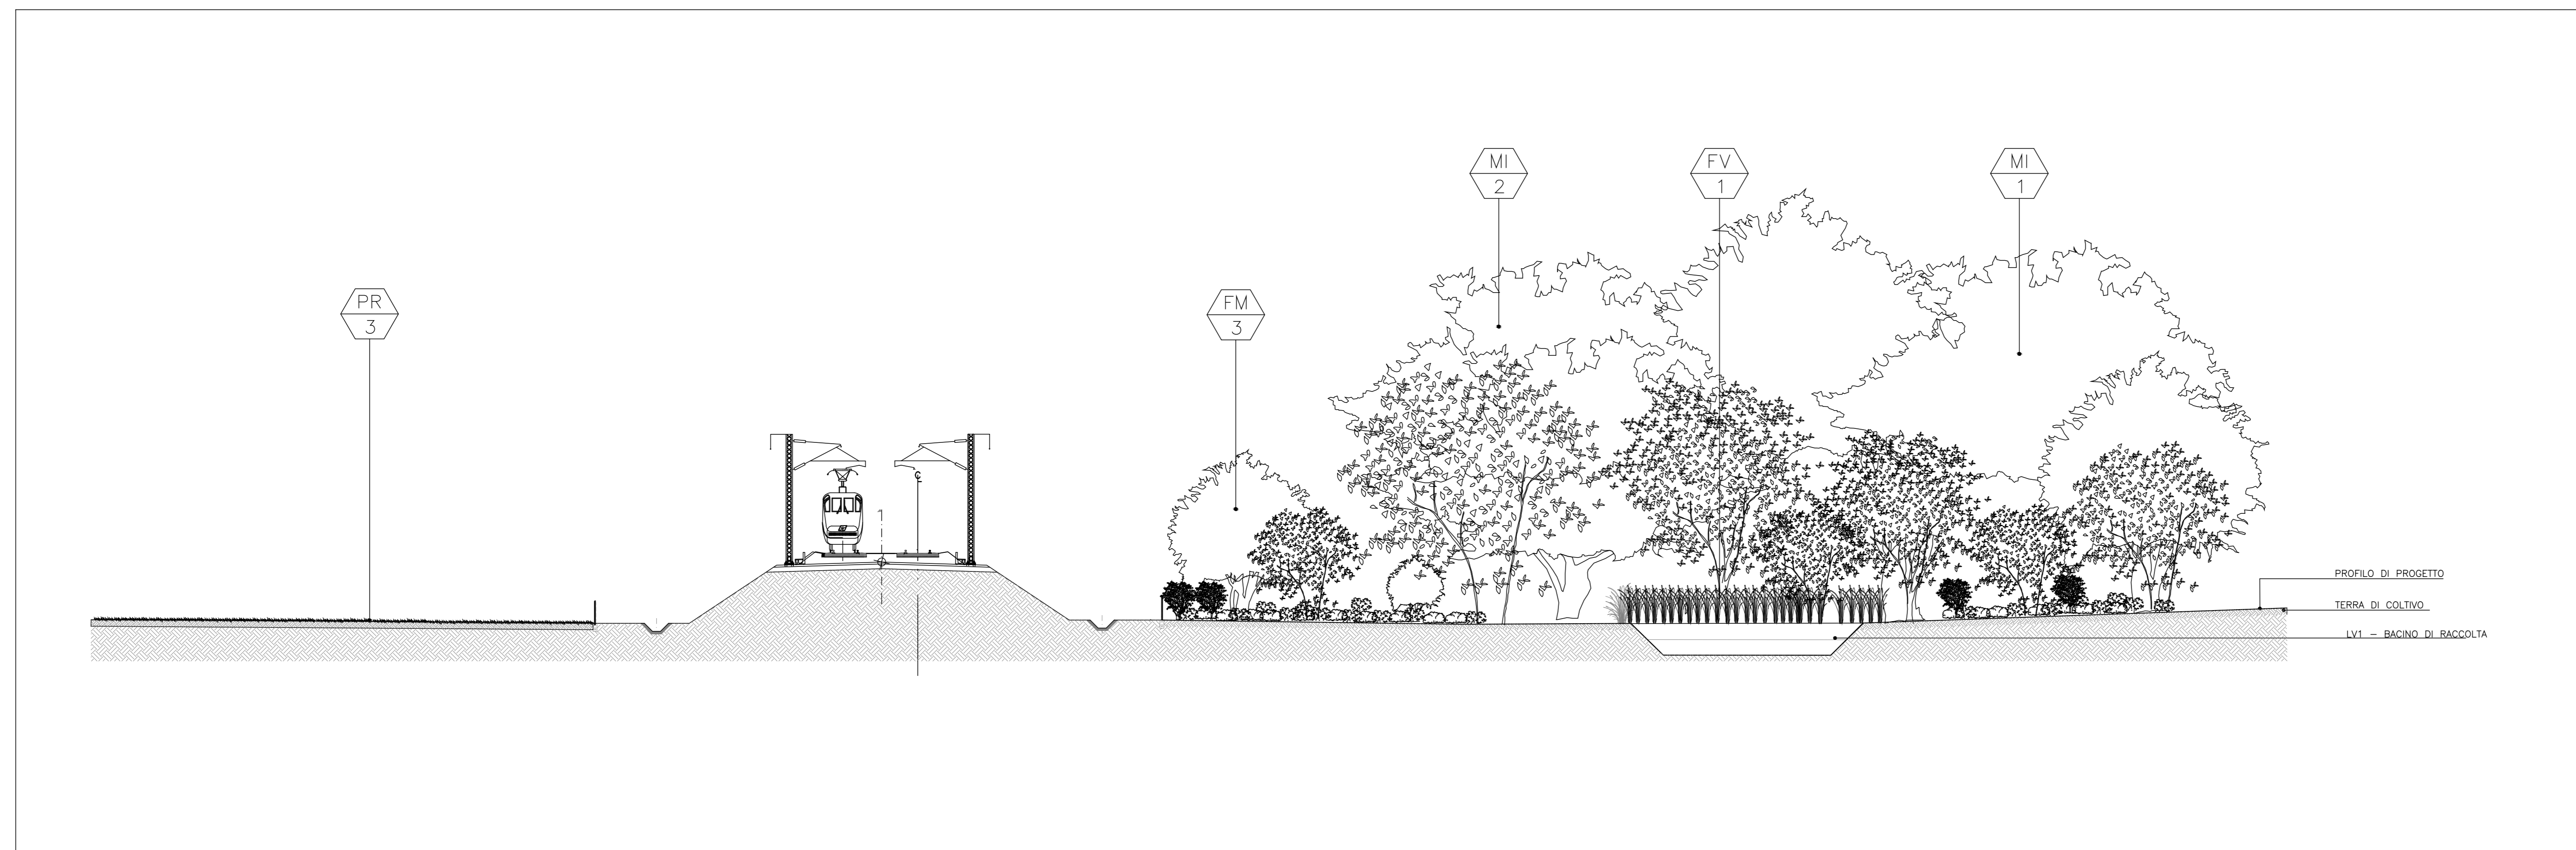 MI
2
FV
1
MI
1
PR
3
FM
3
PROFILO DI PROGETTO
TERRA DI COLTIVO
LV1 – BACINO DI RACCOLTA